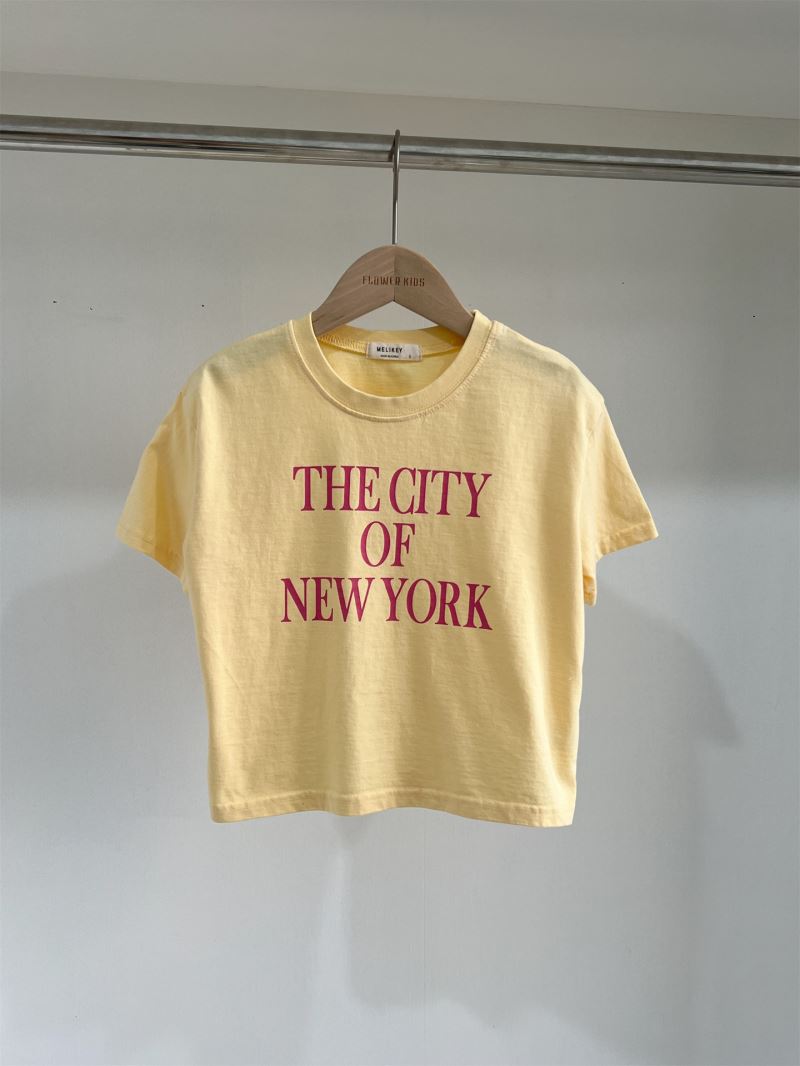 FLOWER KIDS
MELIKEY
THE CITY
OF
NEW YORK